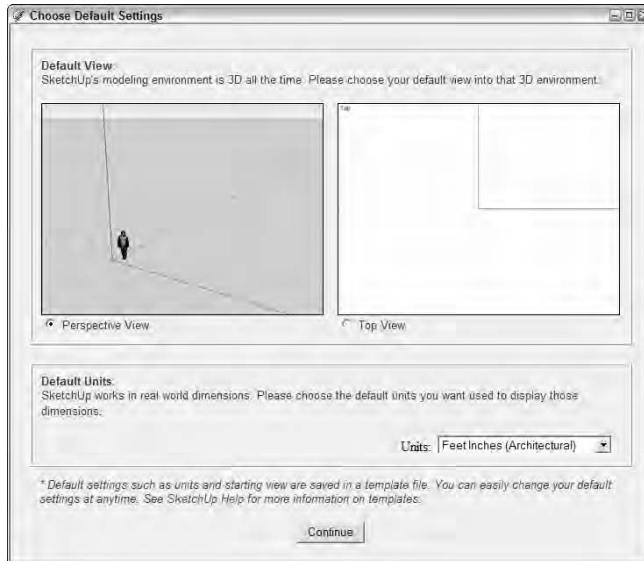 Choose Default Settings
Default View:
SketchUp's modeling environment is 3D all the time. Please choose your default view into that 3D environment.
Top
Perspective View
Top View
Default Units:
SketchUp works in real world dimensions. Please choose the default units you want used to display those
dimensions.
Units: Feet Inches (Architectural)
* Default settings such as units and starting view are saved in a template file. You can easily change your default
settings at anytime. See SketchUp Help for more information on templates.
Continue